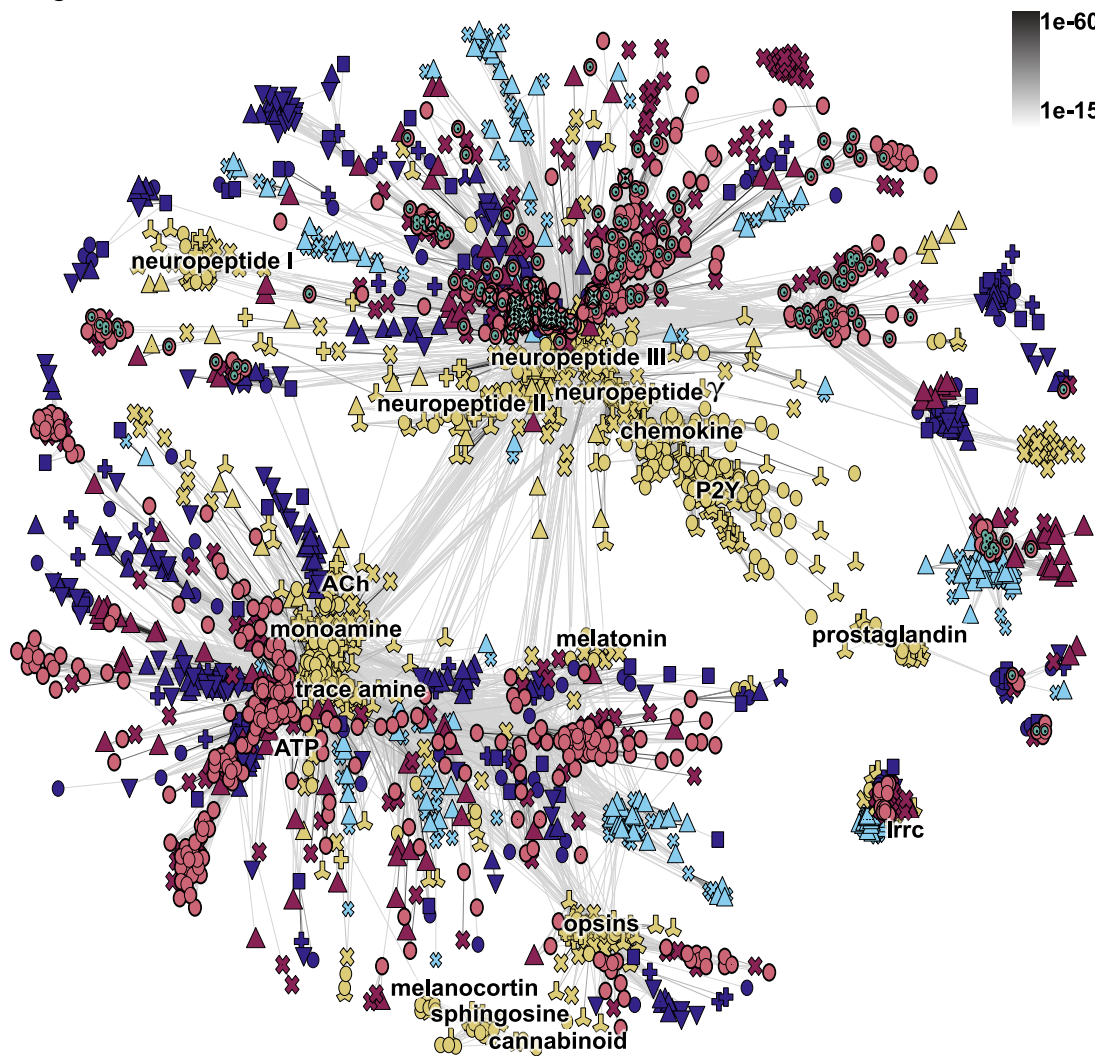 1e-60
1e-15
neuropeptide I
neuropeptide III
neuropeptide II
neuropeptide γ
chemokine
P2Y
ACh
monoamine
melatonin
prostaglandin
trace amine
ATP
lrrc
opsins
melanocortin
sphingosine
cannabinoid